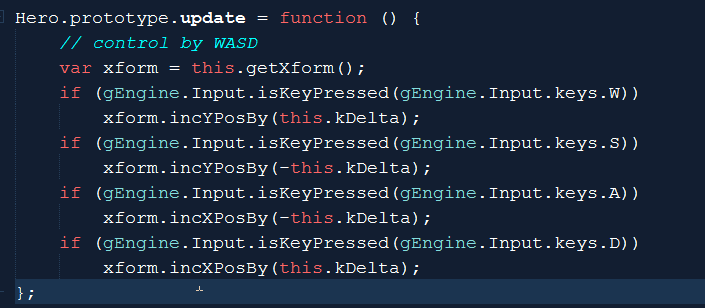 Hero.prototype.update = function () {
    // control by WASD
    var xform = this.getXform();
    if (gEngine.Input.isKeyPressed(gEngine.Input.keys.W))
        xform.incYPosBy(this.kDelta);
    if (gEngine.Input.isKeyPressed(gEngine.Input.keys.S))
        xform.incYPosBy(-this.kDelta);
    if (gEngine.Input.isKeyPressed(gEngine.Input.keys.A))
        xform.incXPosBy(-this.kDelta);
    if (gEngine.Input.isKeyPressed(gEngine.Input.keys.D))
        xform.incXPosBy(this.kDelta);
};